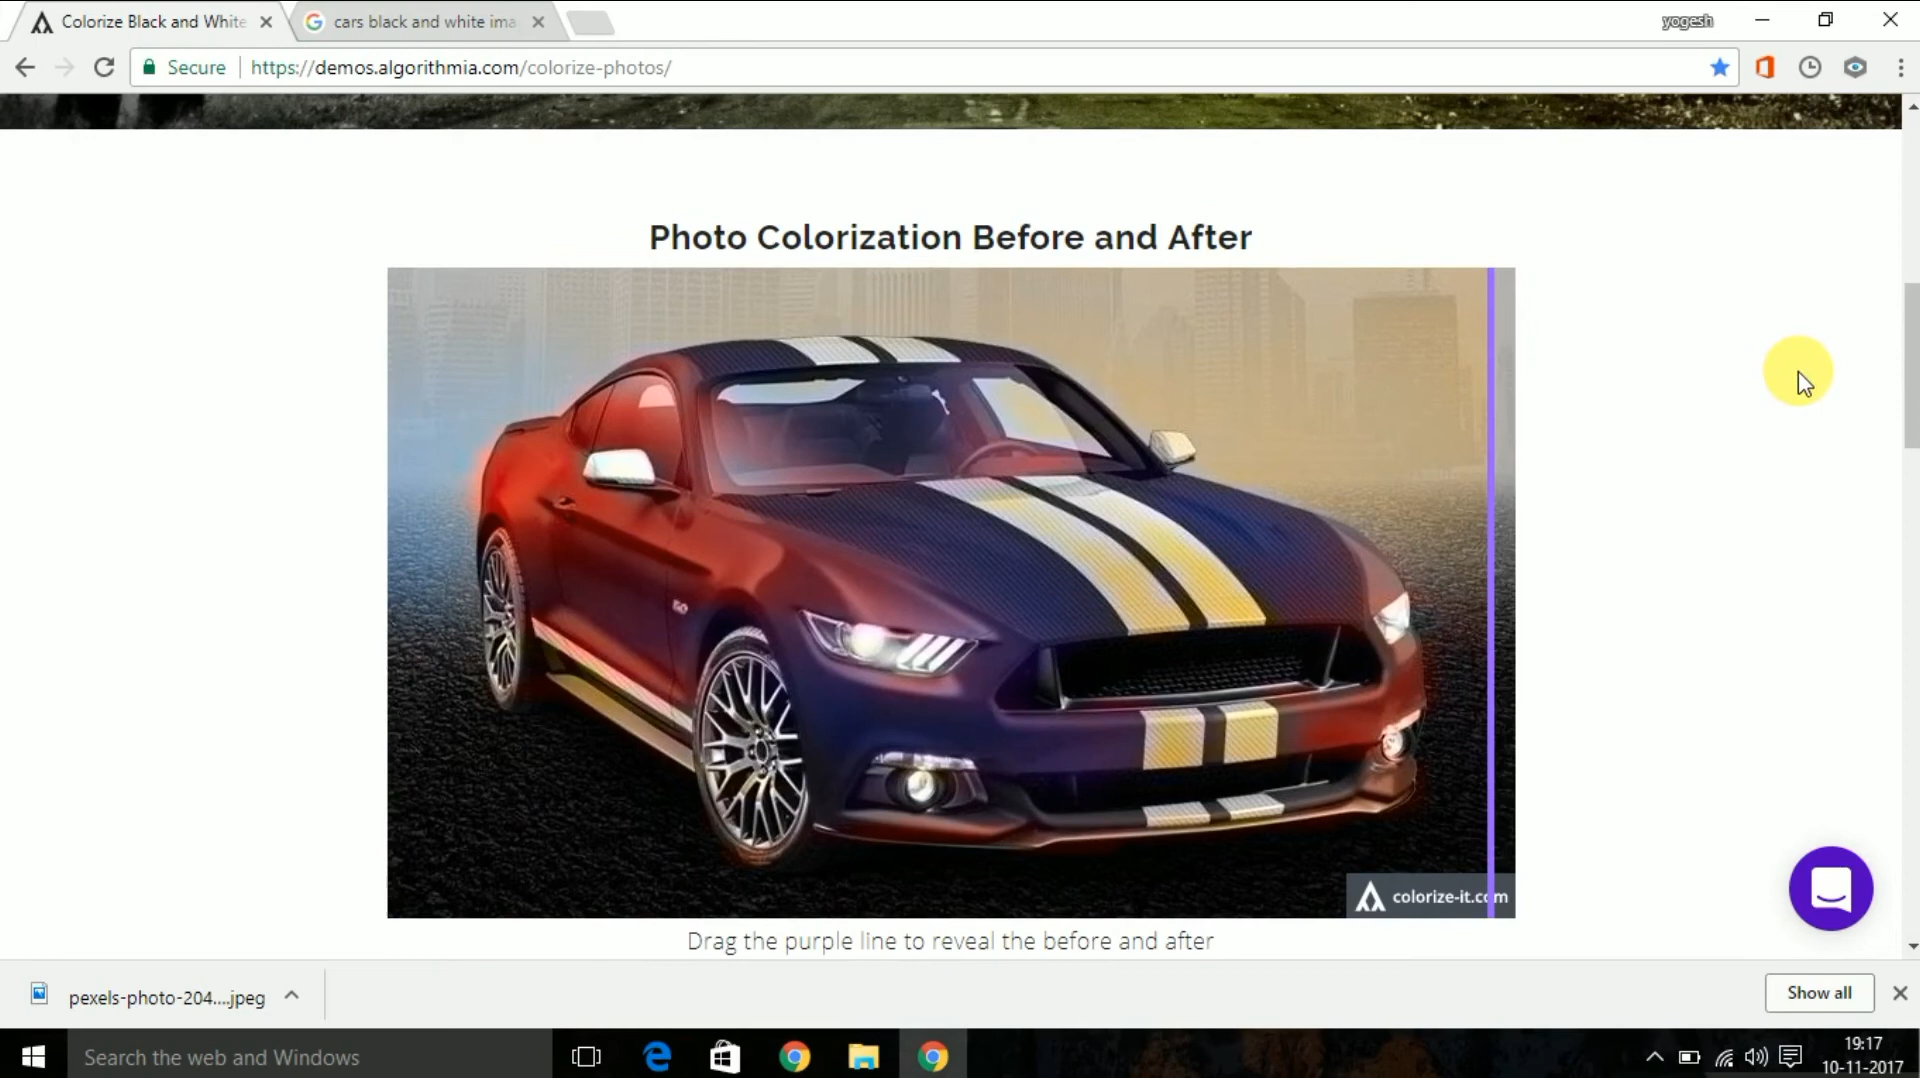 Colorize Black and White
cars black and white ima
yogesh
Secure
https://demos.algorithmia.com/colorize-photos/
Photo Colorization Before and After
5.0
colorize-it.com
Drag the purple line to reveal the before and after
pexels-photo-204....jpeg
Show all
Search the web and Windows
19:17
10-11-2017